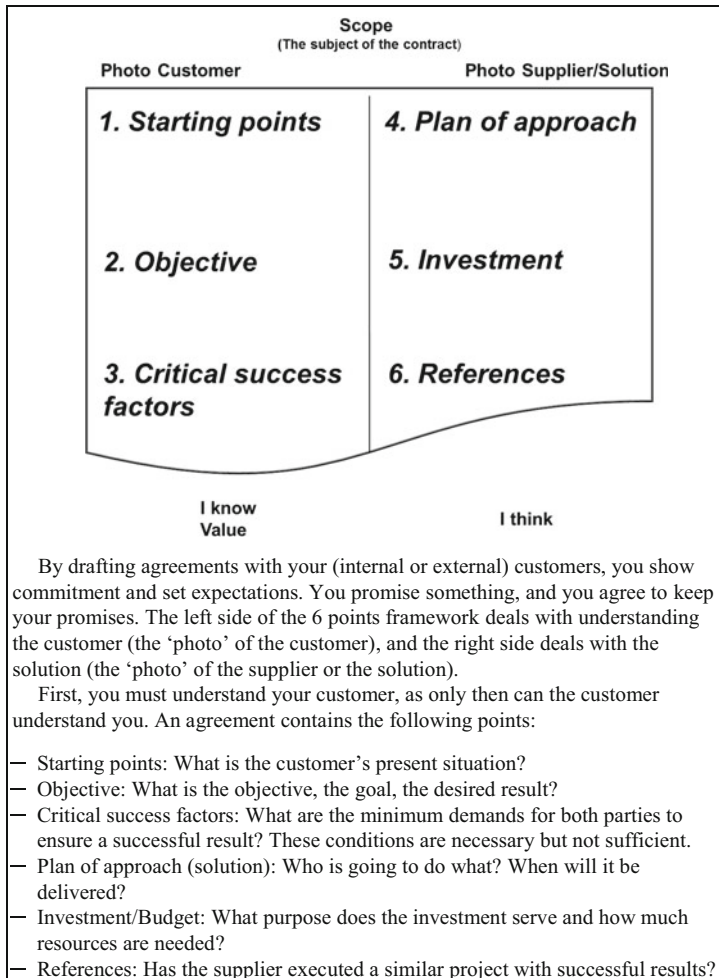 Scope
(The subject of the contract)
Photo Customer
Photo Supplier/Solution
1. Starting points
2. Objective
3. Critical success
factors
4. Plan of approach
5. Investment
6. References
I know
Value
I think
By drafting agreements with your (internal or external) customers, you show
commitment and set expectations. You promise something, and you agree to keep
your promises. The left side of the 6 points framework deals with understanding
the customer (the ‘photo’ of the customer), and the right side deals with the
solution (the ‘photo’ of the supplier or the solution).
First, you must understand your customer, as only then can the customer
understand you. An agreement contains the following points:
— Starting points: What is the customer’s present situation?
— Objective: What is the objective, the goal, the desired result?
— Critical success factors: What are the minimum demands for both parties to
ensure a successful result? These conditions are necessary but not sufficient.
— Plan of approach (solution): Who is going to do what? When will it be
delivered?
— Investment/Budget: What purpose does the investment serve and how much
resources are needed?
— References: Has the supplier executed a similar project with successful results?